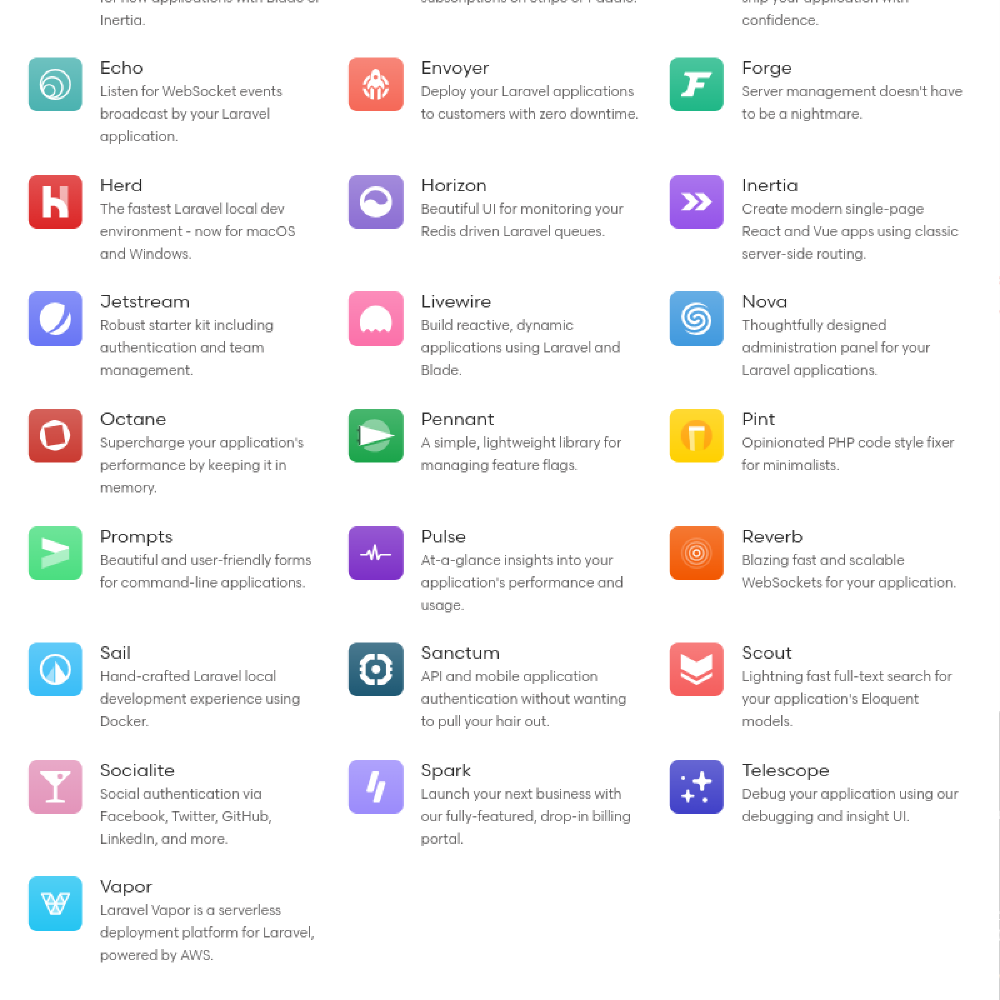 Inertia.
confidence.
Echo
Listen for WebSocket events
broadcast by your Laravel
application.
Envoyer
Deploy your Laravel applications
to customers with zero downtime.
Forge
Server management doesn't have
to be a nightmare.
Herd
The fastest Laravel local dev
environment - now for macOS
and Windows.
Horizon
Beautiful UI for monitoring your
Redis driven Laravel queues.
Inertia
Create modern single-page
React and Vue apps using classic
server-side routing.
Jetstream
Robust starter kit including
authentication and team
management.
Livewire
Build reactive, dynamic
applications using Laravel and
Blade.
Nova
Thoughtfully designed
administration panel for your
Laravel applications.
Octane
Supercharge your application's
performance by keeping it in
memory.
Pennant
A simple, lightweight library for
managing feature flags.
Pint
Opinionated PHP code style fixer
for minimalists.
Prompts
Beautiful and user-friendly forms
for command-line applications.
Pulse
At-a-glance insights into your
application's performance and
usage.
Reverb
Blazing fast and scalable
WebSockets for your application.
Sail
Hand-crafted Laravel local
development experience using
Docker.
Sanctum
API and mobile application
authentication without wanting
to pull your hair out.
Scout
Lightning fast full-text search for
your application's Eloquent
models.
Socialite
Social authentication via
Facebook, Twitter, GitHub,
LinkedIn, and more.
Spark
Launch your next business with
our fully-featured, drop-in billing
portal.
Telescope
Debug your application using our
debugging and insight UI.
Vapor
Laravel Vapor is a serverless
deployment platform for Laravel,
powered by AWS.